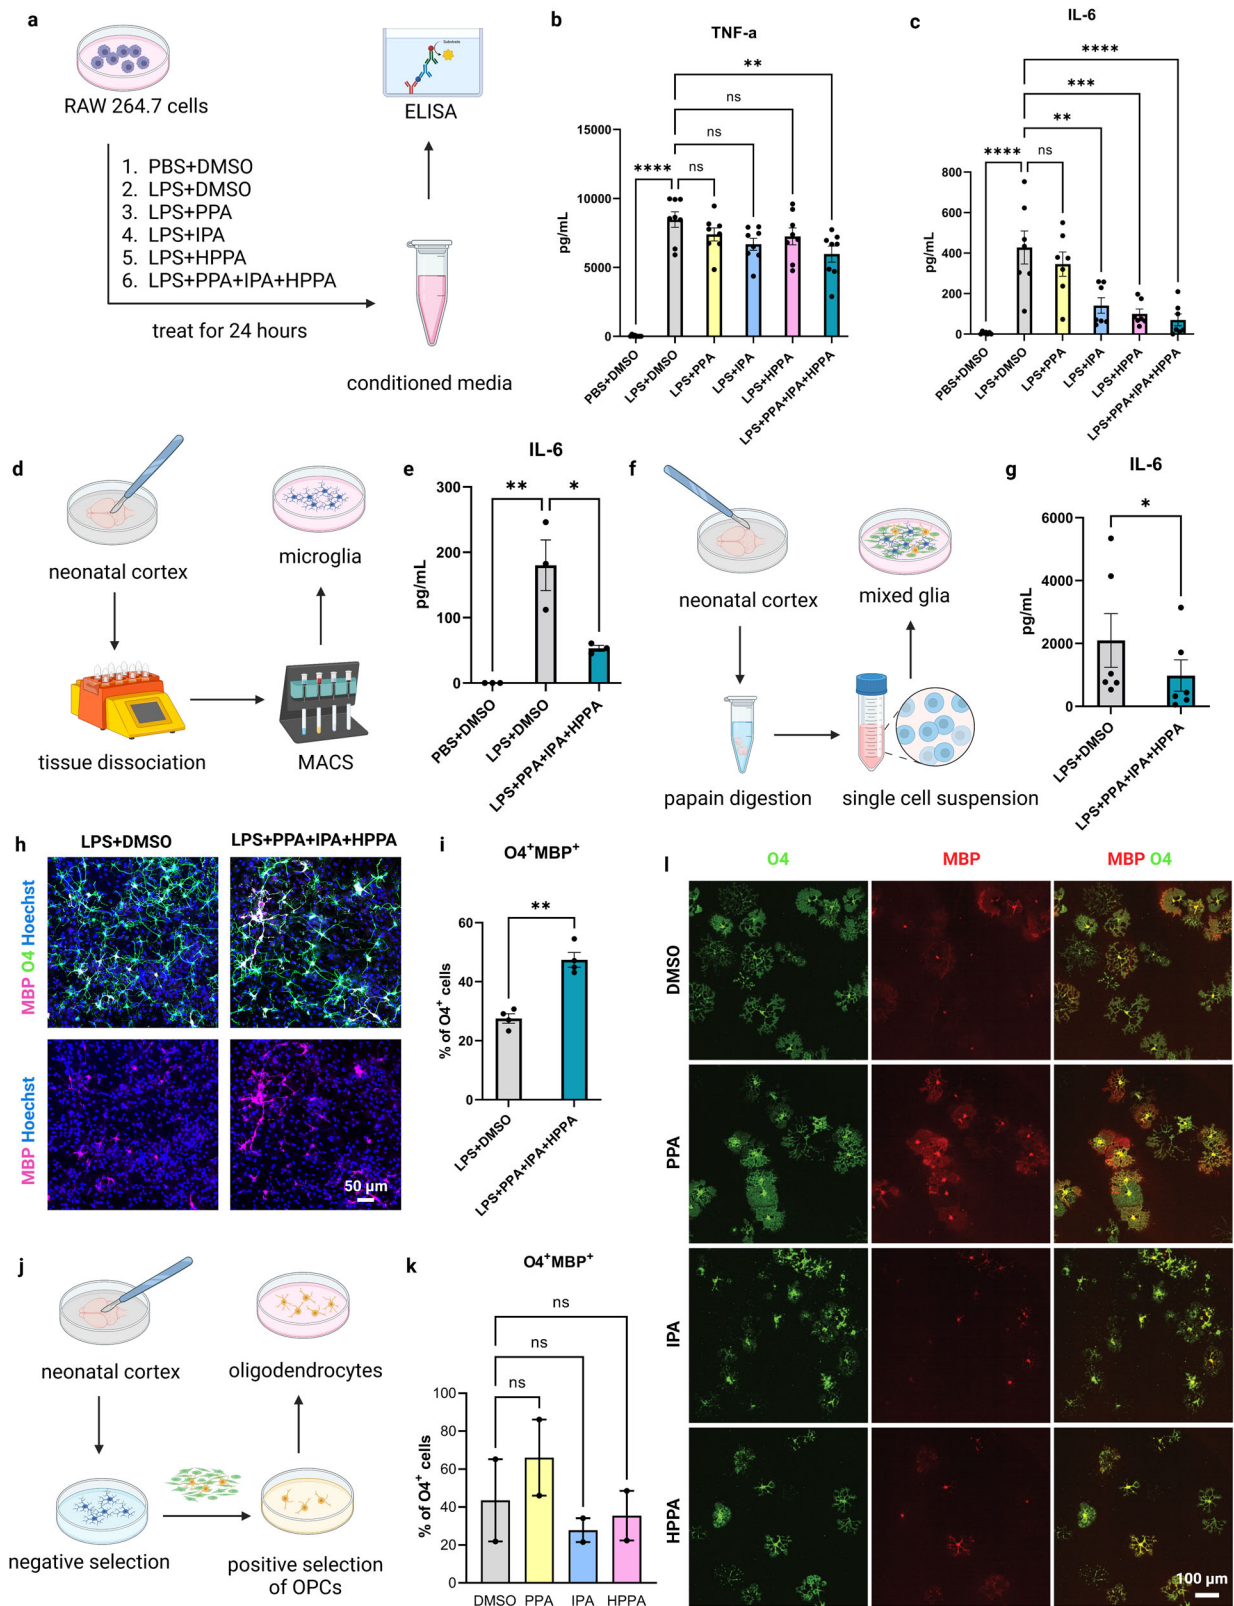 a
RAW 264.7 cells
1. PBS+DMSO
2. LPS+DMSO
3. LPS+PPA
4. LPS+IPA
5. LPS+HPPA
6. LPS+PPA+IPA+HPPA
treat for 24 hours
Substrate
ELISA
conditioned media
b
TNF-a
**
ns
ns
**** ns
15000
10000
5000
0
pg/mL
PBS+DMSO
LPS+DMSO
LPS+PPA
LPS+IPA
LPS+HPPA
LPS+PPA+IPA+HPPA
c
IL-6
****
***
**
**** ns
800
600
400
200
0
pg/mL
PBS+DMSO
LPS+DMSO
LPS+PPA
LPS+IPA
LPS+HPPA
LPS+PPA+IPA+HPPA
d
neonatal cortex
microglia
tissue dissociation
MACS
e
IL-6
** *
300
200
100
0
pg/mL
PBS+DMSO
LPS+DMSO
LPS+PPA+IPA+HPPA
f
neonatal cortex
mixed glia
papain digestion
single cell suspension
g
IL-6
*
6000
4000
2000
0
pg/mL
LPS+DMSO
LPS+PPA+IPA+HPPA
h
LPS+DMSO
LPS+PPA+IPA+HPPA
MBP O4 Hoechst
MBP Hoechst
50 µm
i
O4⁺MBP⁺
**
60
40
20
0
% of O4⁺ cells
LPS+DMSO
LPS+PPA+IPA+HPPA
j
neonatal cortex
oligodendrocytes
negative selection
positive selection
of OPCs
k
O4⁺MBP⁺
ns
ns
ns
100
80
60
40
20
0
% of O4⁺ cells
DMSO PPA IPA HPPA
l
O4
MBP
MBP O4
DMSO
PPA
IPA
HPPA
100 µm